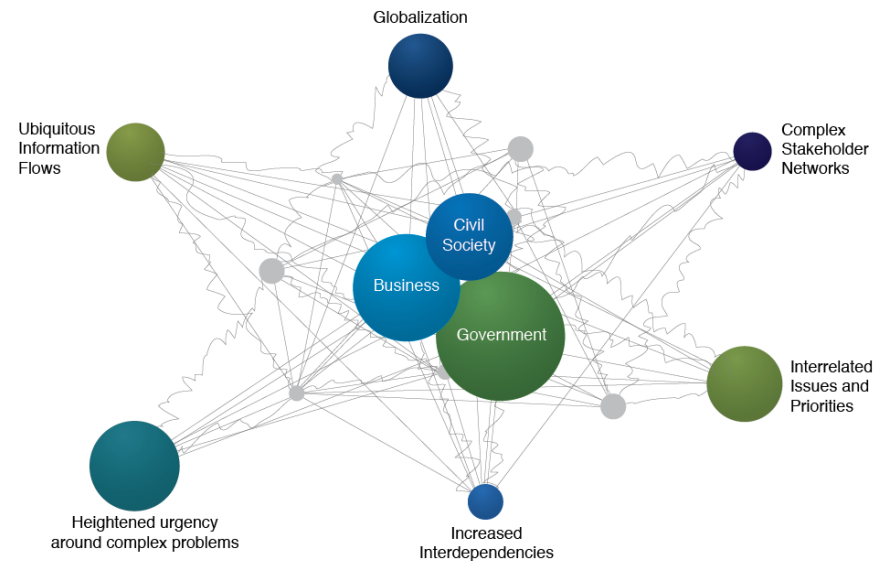 Globalization
Ubiquitous
Information
Flows
Complex
Stakeholder
Networks
Civil
Society
Business
Government
Interrelated
Issues and
Priorities
Heightened urgency
around complex problems
Increased
Interdependencies